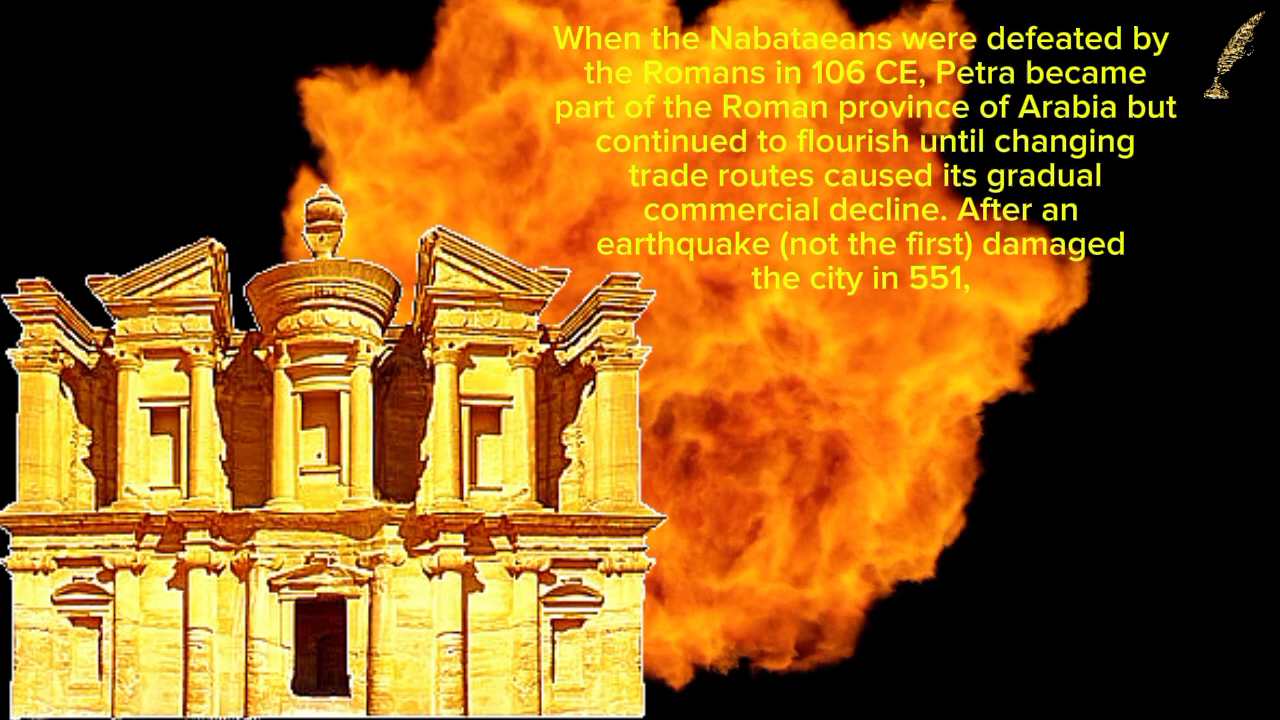 When the Nabataeans were defeated by
the Romans in 106 CE, Petra became
part of the Roman province of Arabia but
continued to flourish until changing
trade routes caused its gradual
commercial decline. After an
earthquake (not the first) damaged
the city in 551,